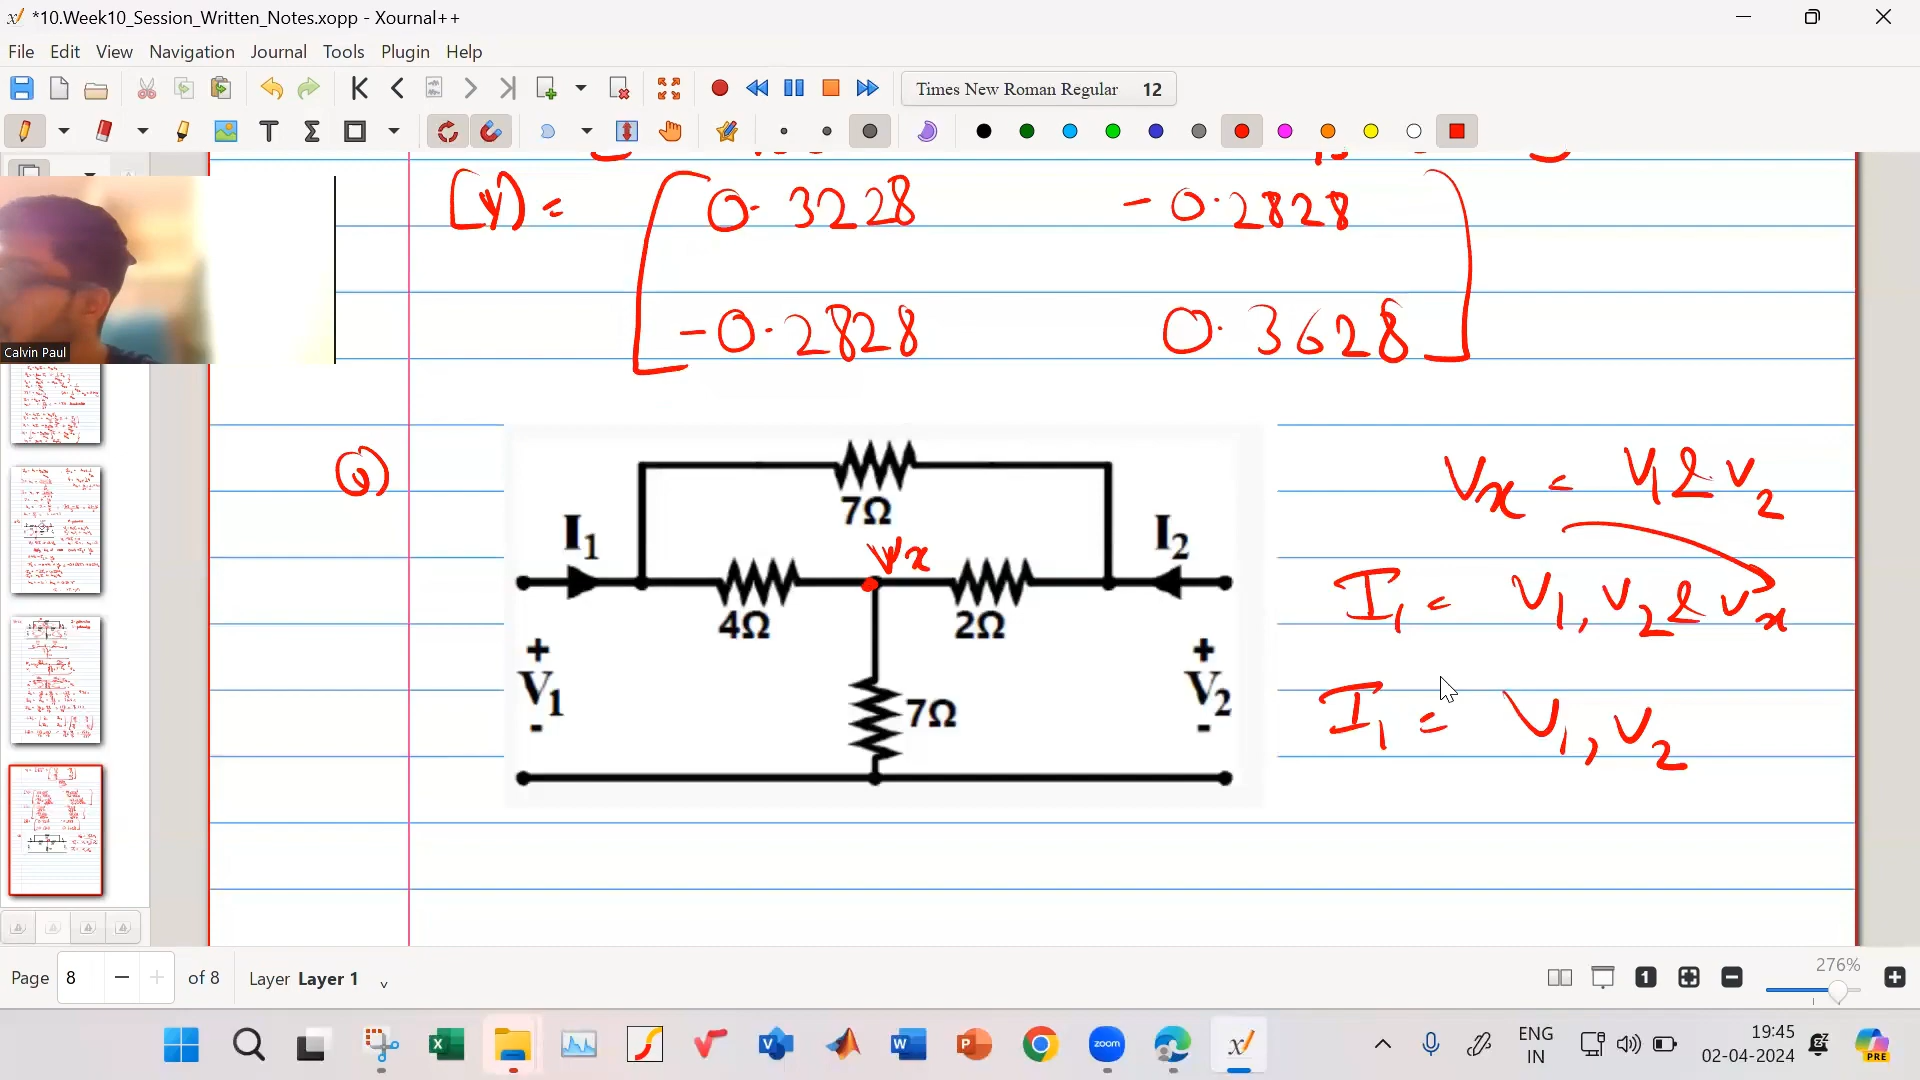 *10.Week10_Session_Written_Notes.xopp - Xournal++
File Edit View Navigation Journal Tools Plugin Help
Times New Roman Regular 12
[Y] = [ 0.3228 -0.2828
-0.2828 0.3628 ]
Calvin Paul
Q)
7Ω
I1 Vx I2
4Ω 2Ω
+ +
V1 7Ω V2
- -
Vx = V1 & V2
I1 = V1, V2 & Vx
I1 = V1, V2
Page 8 of 8 Layer Layer 1
276%
ENG
IN
19:45
02-04-2024
PRE
zoom